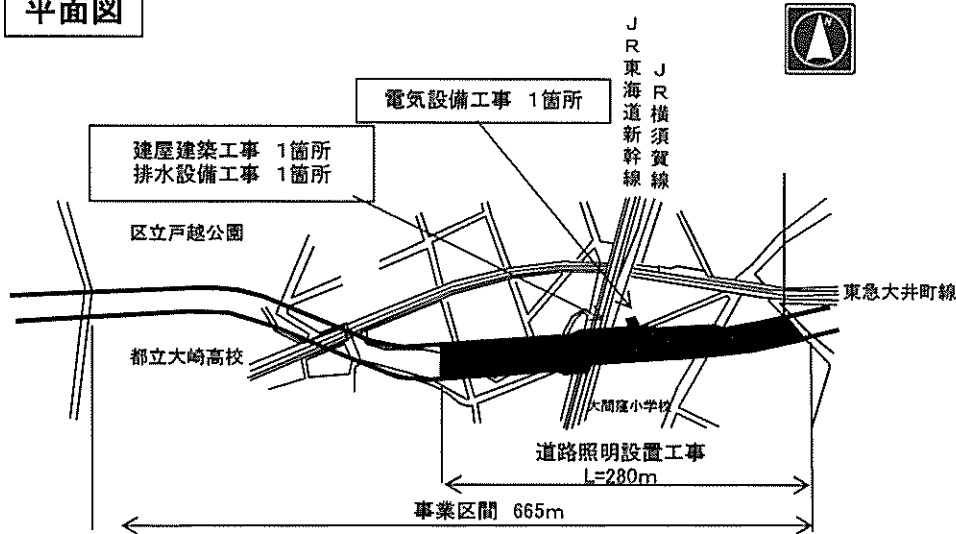 平面図
JR東海道新幹線
JR横須賀線
電気設備工事 1箇所
建屋建築工事 1箇所
排水設備工事 1箇所
区立戸越公園
東急大井町線
都立大崎高校
大間窪小学校
道路照明設置工事
L=280m
事業区間 665m